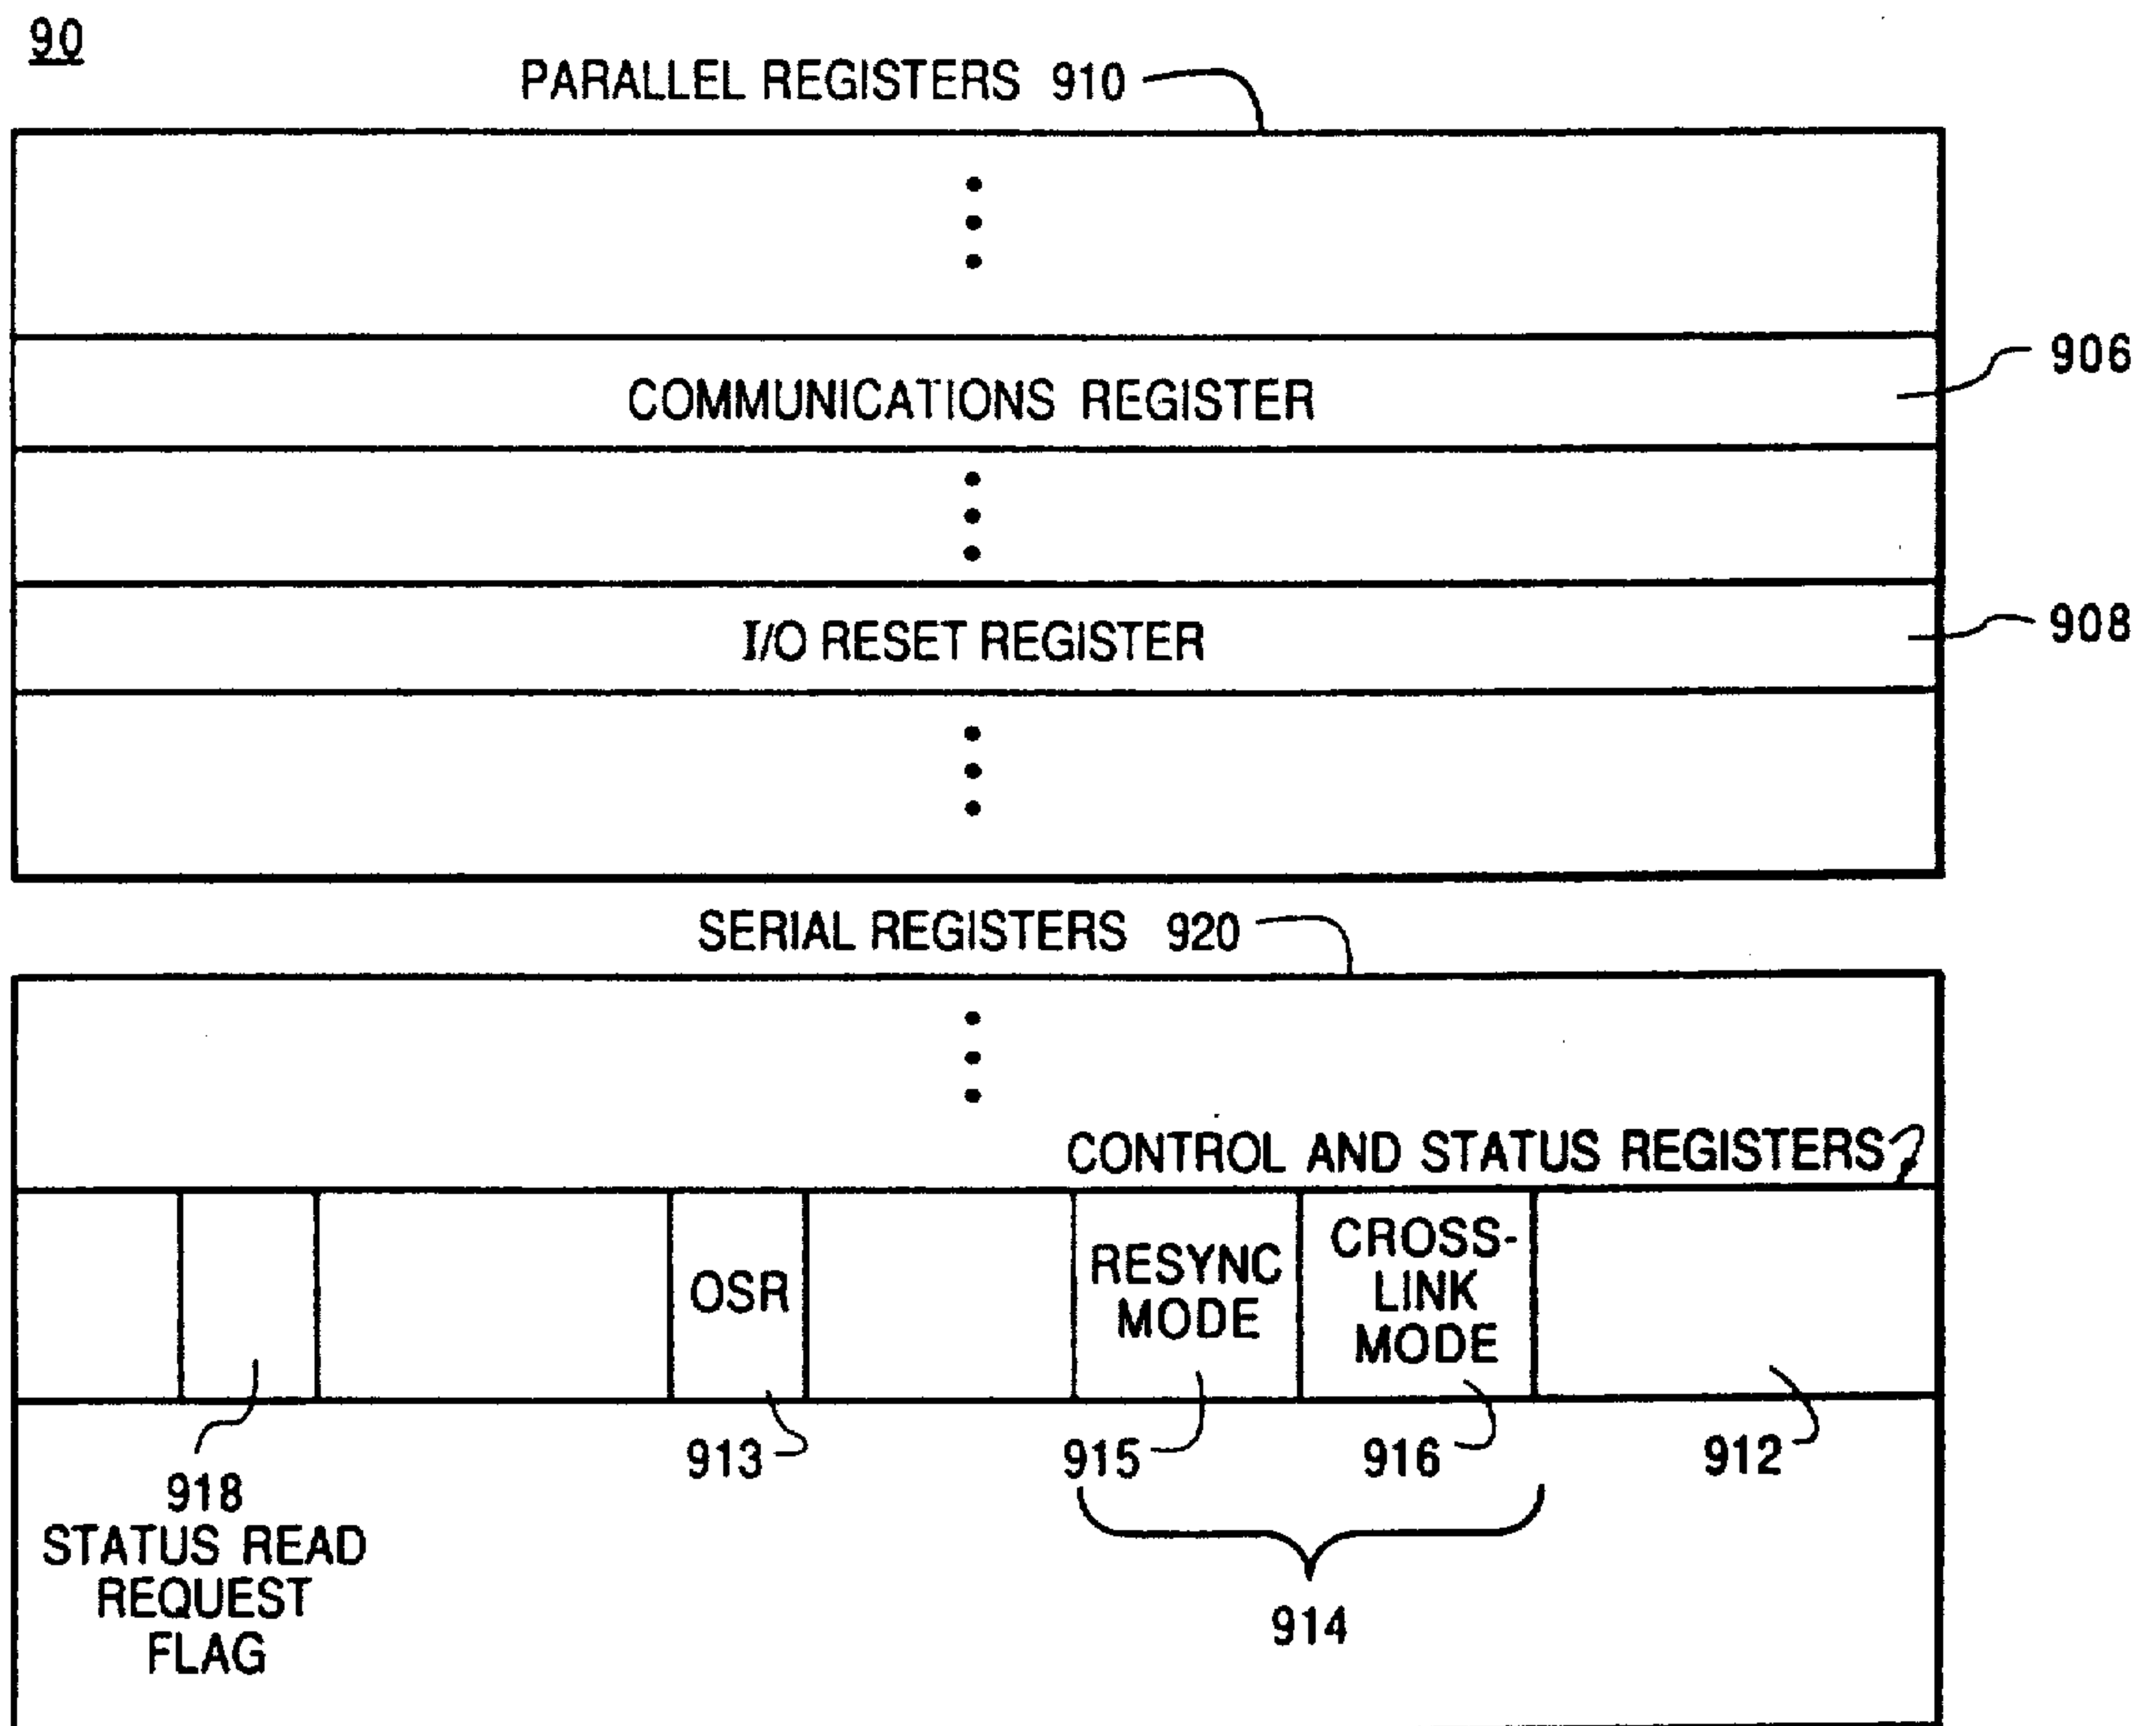 90
PARALLEL REGISTERS 910
COMMUNICATIONS REGISTER
906
I/O RESET REGISTER
908
SERIAL REGISTERS 920
CONTROL AND STATUS REGISTERS
OSR
RESYNC
MODE
CROSS-
LINK
MODE
918
STATUS READ
REQUEST
FLAG
913
915
916
912
914